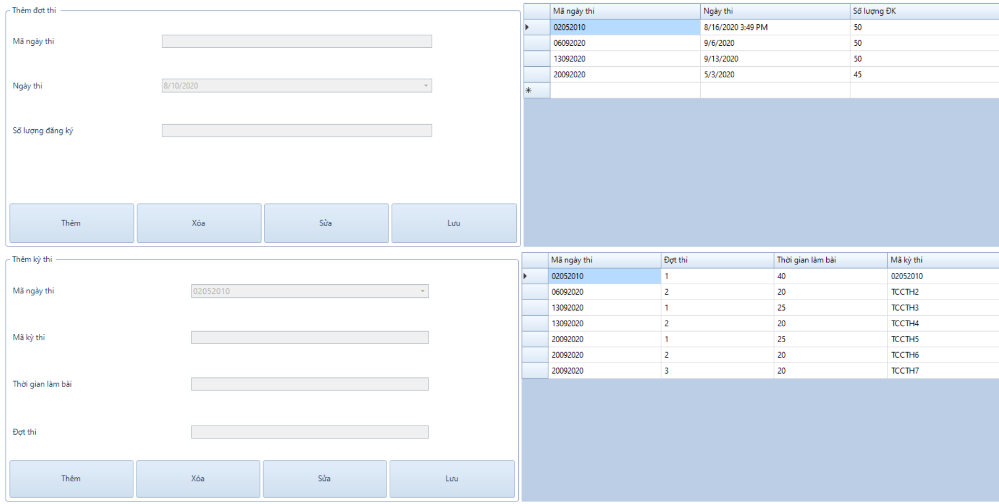 Thêm đợt thi
Mã ngày thi
Ngày thi
8/10/2020
Số lượng đăng ký
Thêm Xóa Sửa Lưu
Mã ngày thi Ngày thi Số lượng ĐK
02052010 8/16/2020 3:49 PM 50
06092020 9/6/2020 50
13092020 9/13/2020 50
20092020 5/3/2020 45
Thêm kỳ thi
Mã ngày thi
02052010
Mã kỳ thi
Thời gian làm bài
Đợt thi
Thêm Xóa Sửa Lưu
Mã ngày thi Đợt thi Thời gian làm bài Mã kỳ thi
02052010 1 40 02052010
06092020 2 20 TCCTH2
13092020 1 25 TCCTH3
13092020 2 20 TCCTH4
20092020 1 25 TCCTH5
20092020 2 20 TCCTH6
20092020 3 20 TCCTH7